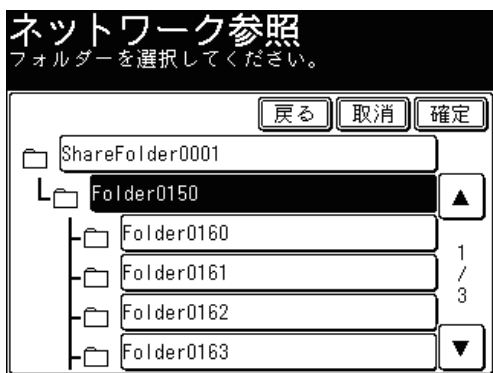 ネットワーク参照
フォルダーを選択してください。
戻る 取消 確定
ShareFolder0001
Folder0150
▲
Folder0160
1
Folder0161
/
3
Folder0162
Folder0163
▼